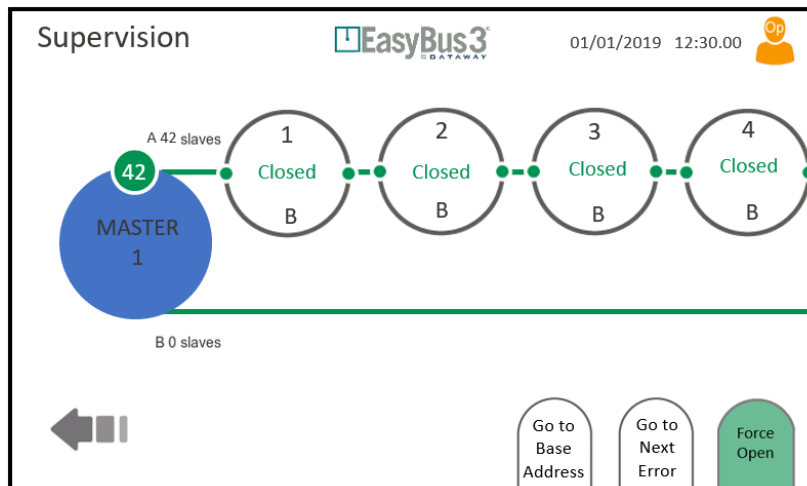 Supervision
EasyBus3
BY DATAWAY
01/01/2019 12:30.00
Op
A 42 slaves
42
MASTER
1
1
Closed
B
2
Closed
B
3
Closed
B
4
Closed
B
B 0 slaves
Go to
Base
Address
Go to
Next
Error
Force
Open